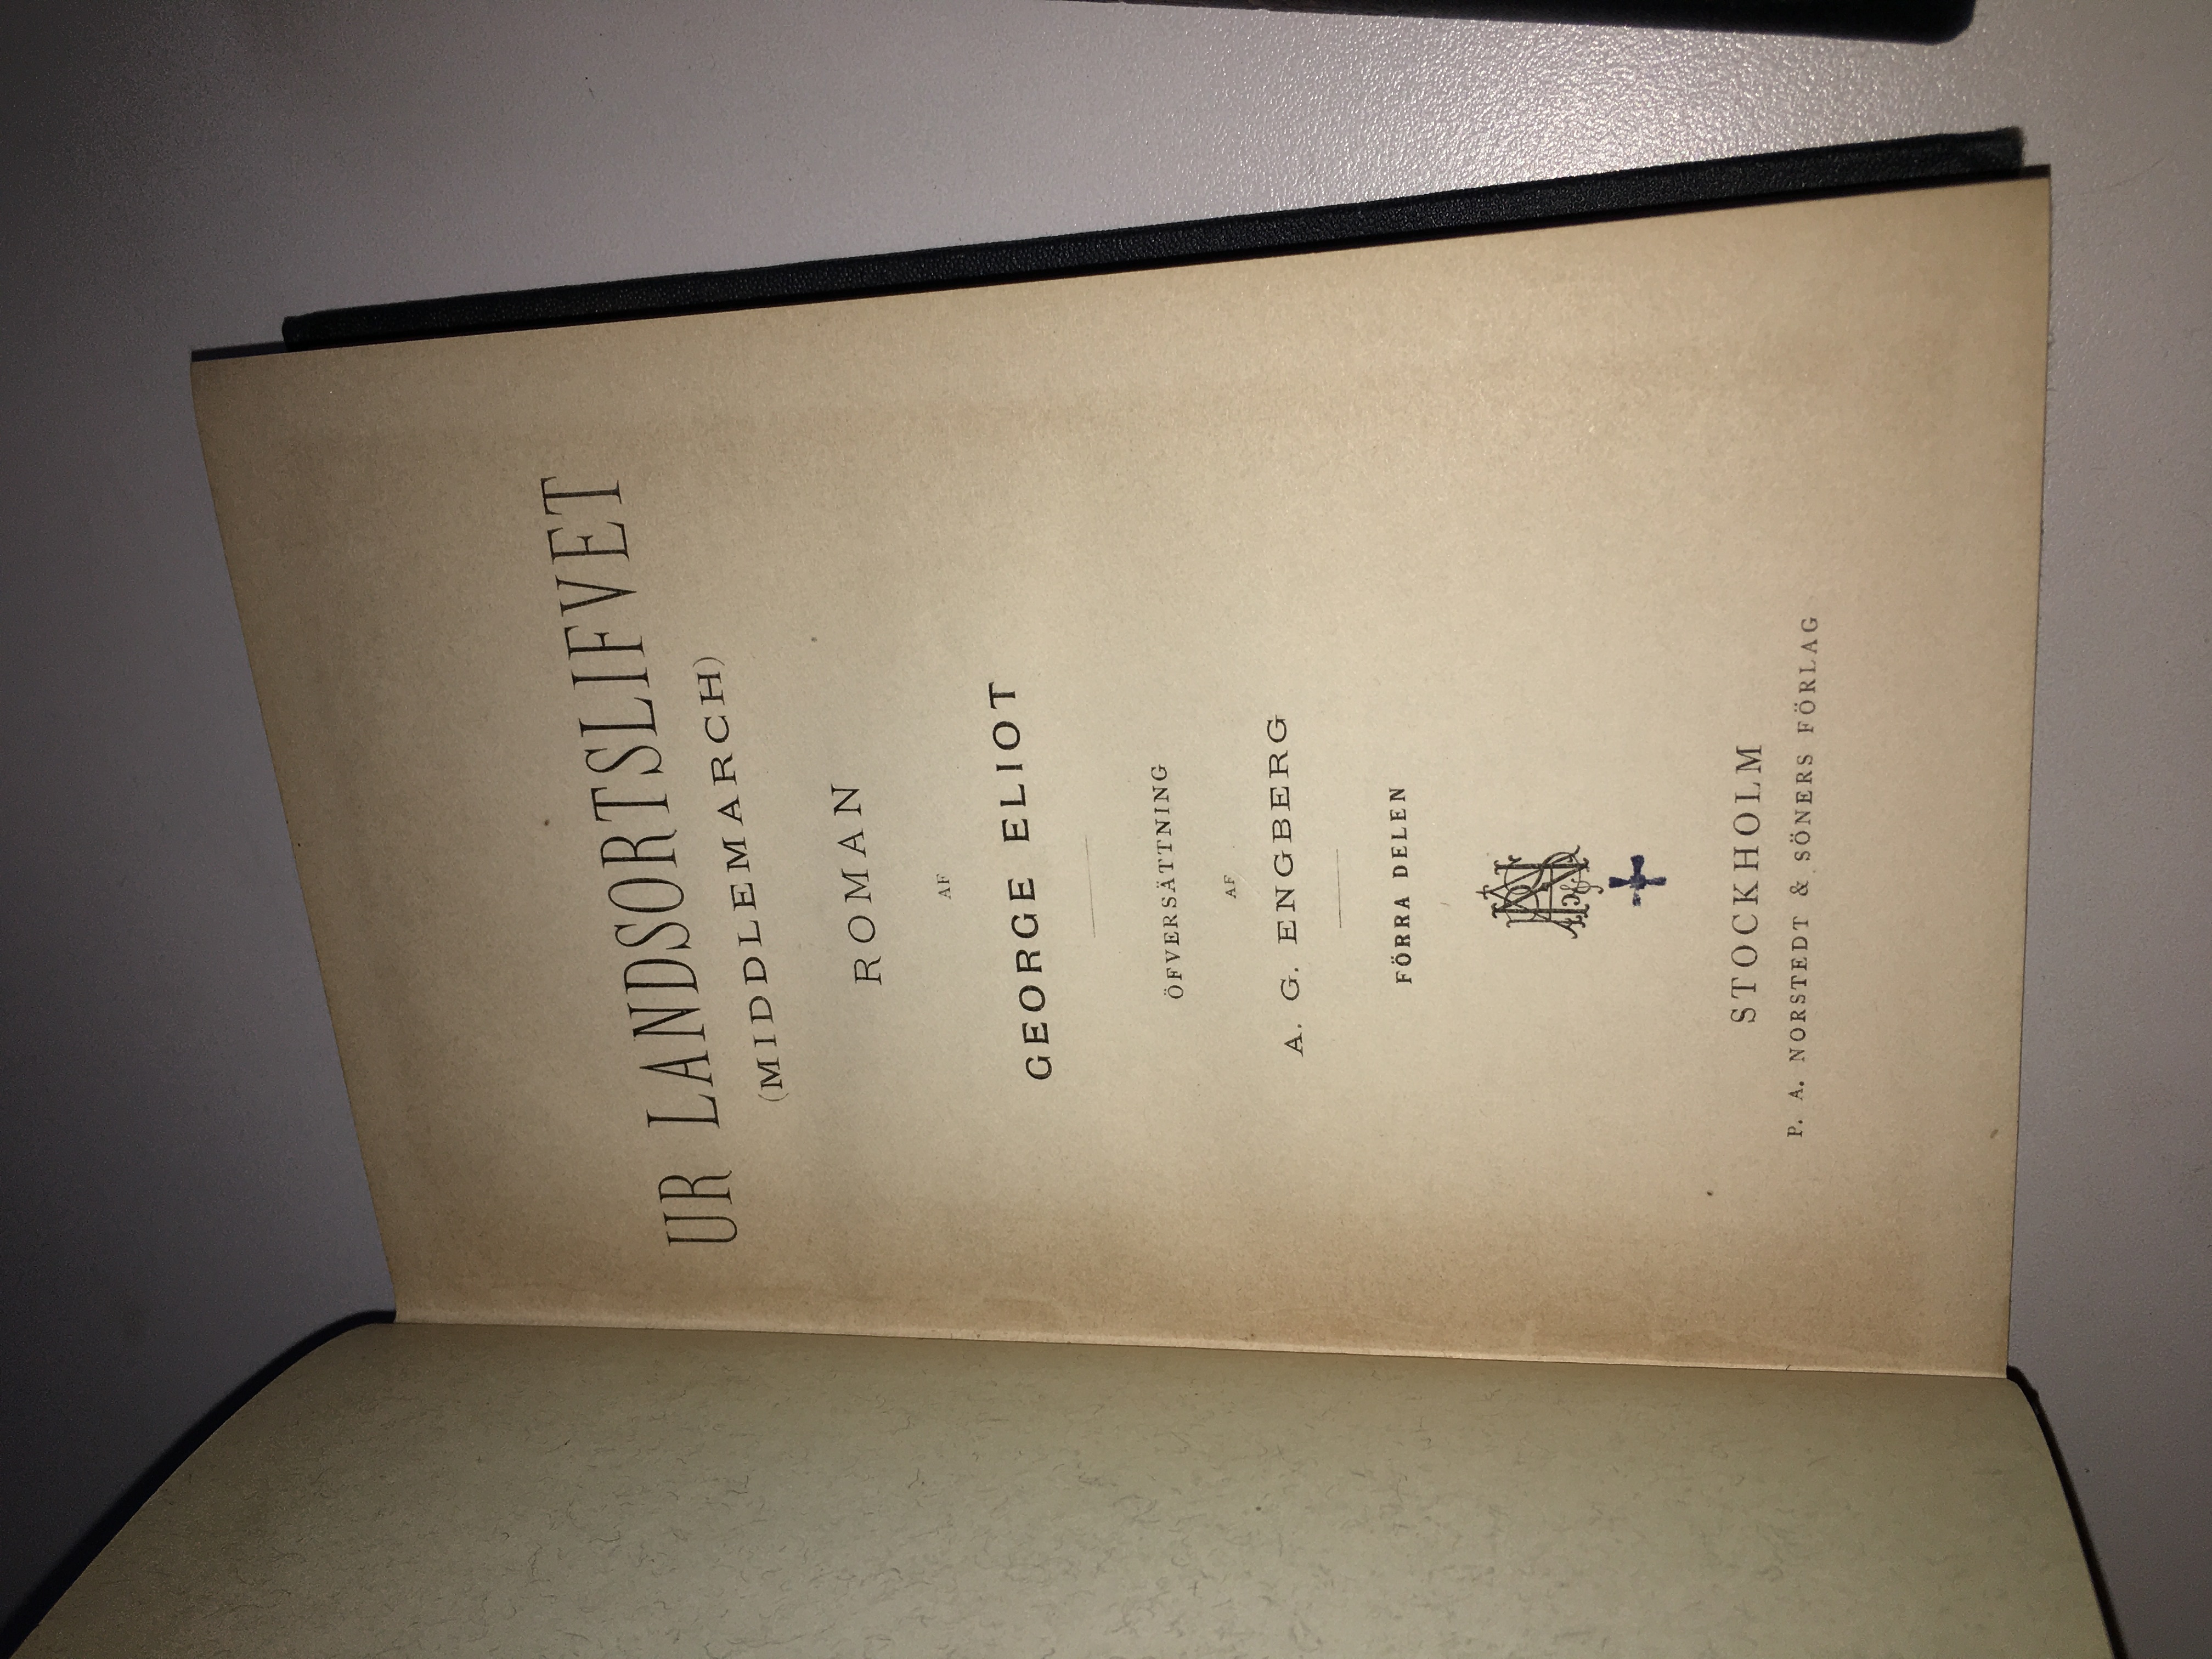 UR LANDSORTSLIFVET
(MIDDLEMARCH)
ROMAN
AF
GEORGE ELIOT
ÖFVERSÄTTNING
AF
A. G. ENGBERG
FÖRRA DELEN
STOCKHOLM
P. A. NORSTEDT & SÖNERS FÖRLAG